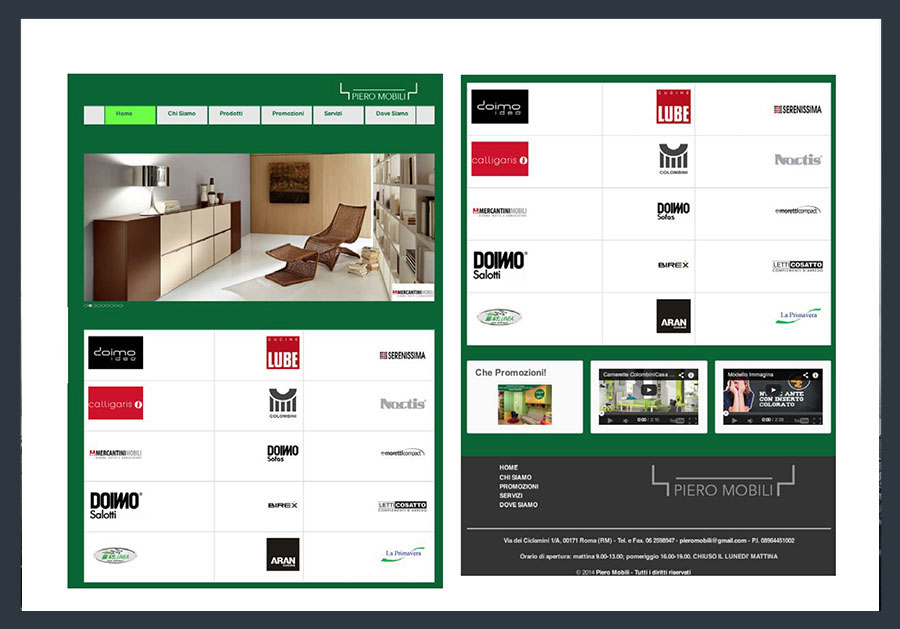 PIERO MOBILI
Home Chi Siamo Prodotti Promozioni Servizi Dove Siamo
MERCANTINIMOBILI
doimo
idea
CUCINE
LUBE
SERENISSIMA
calligaris
COLOMBINI
Noctis
MERCANTINIMOBILI
DOIMO
Sofas
moretticompact
DOIMO
Salotti
BIREX
LETTI COSATTO
COMPLEMENTI D'ARREDO
ARAN
La Primavera
doimo
idea
CUCINE
LUBE
SERENISSIMA
calligaris
COLOMBINI
Noctis
MERCANTINIMOBILI
DOIMO
Sofas
moretticompact
DOIMO
Salotti
BIREX
LETTI COSATTO
COMPLEMENTI D'ARREDO
ARAN
La Primavera
Che Promozioni!
Camerette Colombini Casa ...
0:00 / 2:10
Modello Immagina
ANTE
CON INSERTO
COLORATO
0:00 / 2:29
HOME
CHI SIAMO
PROMOZIONI
SERVIZI
DOVE SIAMO
PIERO MOBILI
Via dei Ciclamini 1/A, 00171 Roma (RM) - Tel. e Fax. 06 2598947 - pieromobili@gmail.com - P.I. 08964451002
Orario di apertura: mattina 9.00-13.00; pomeriggio 16.00-19.00. CHIUSO IL LUNEDI' MATTINA
© 2014 Piero Mobili - Tutti i diritti riservati